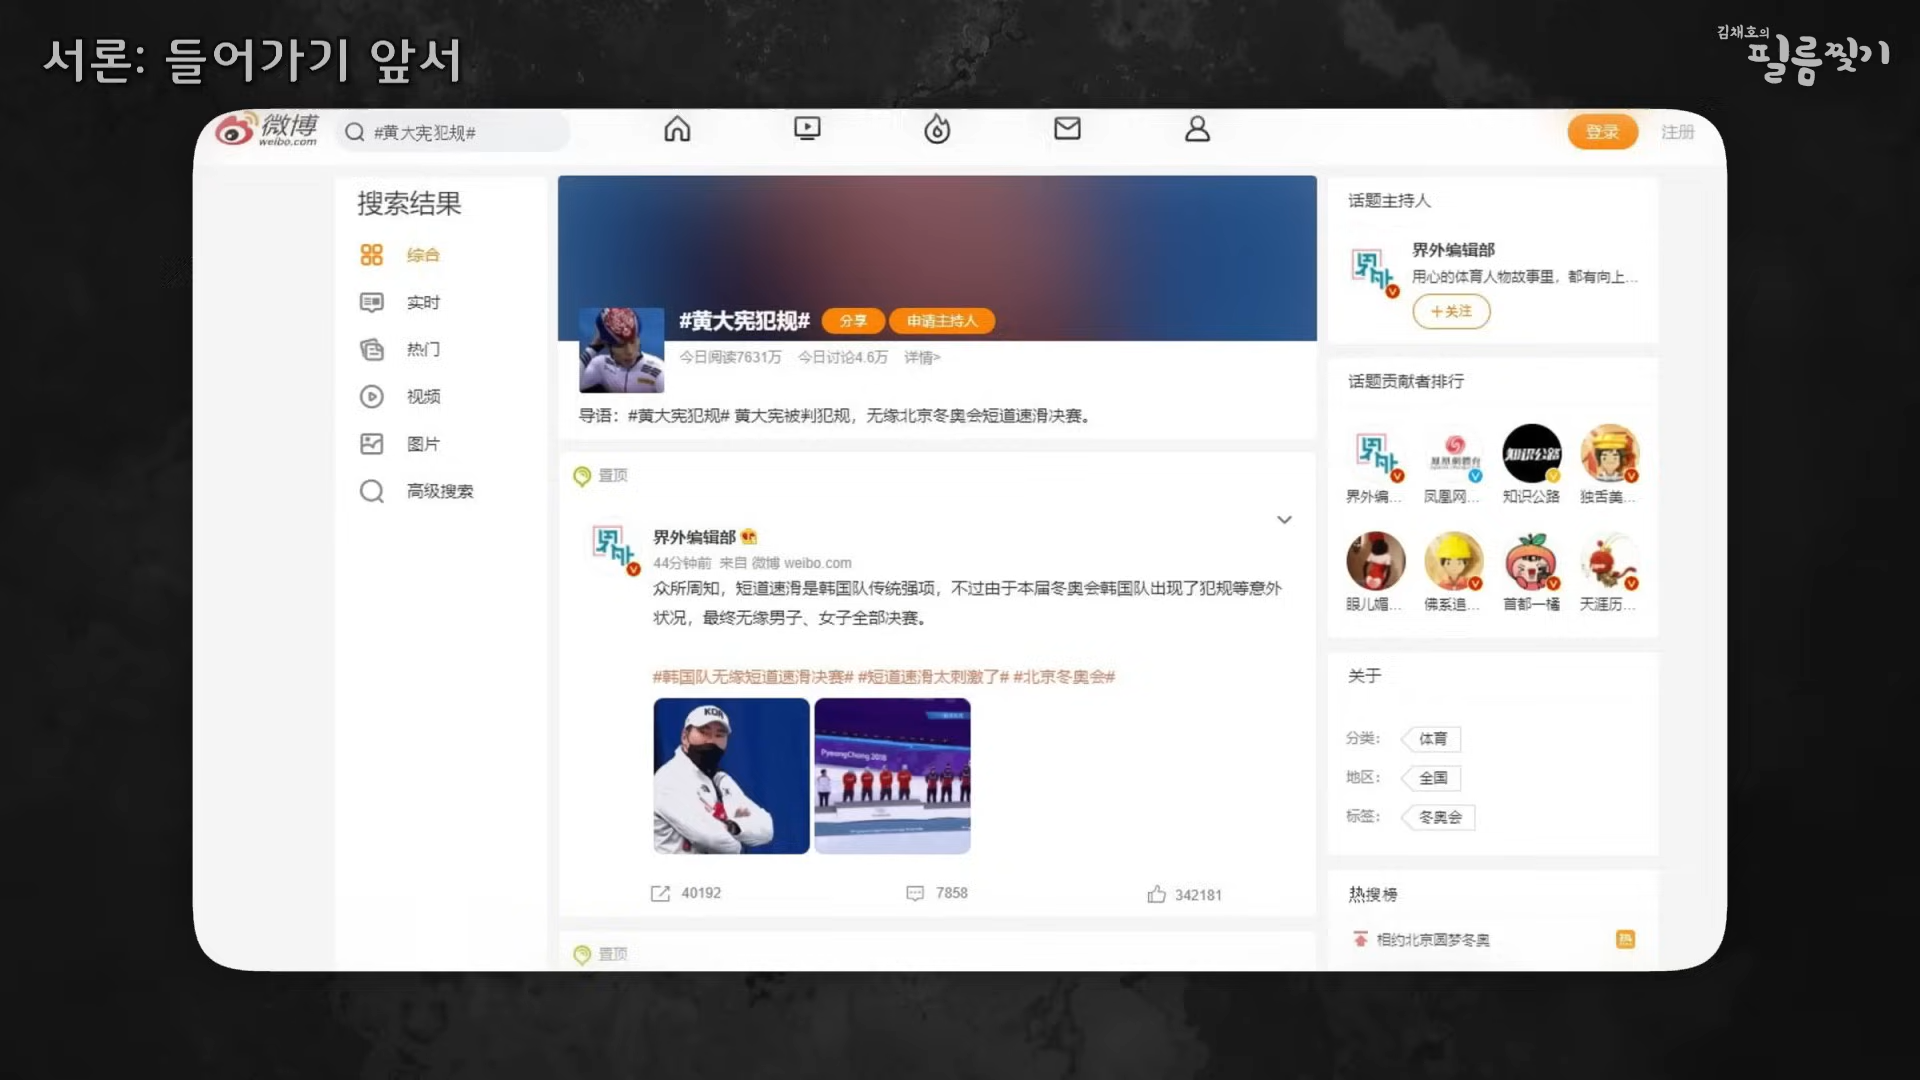 서론: 들어가기 앞서
김채호의
필름찢기
微博
weibo.com
#黄大宪犯规#
登录
注册
搜索结果
综合
实时
热门
视频
图片
高级搜索
#黄大宪犯规#
分享
申请主持人
今日阅读7631万 今日讨论4.6万 详情>
导语：#黄大宪犯规# 黄大宪被判犯规，无缘北京冬奥会短道速滑决赛。
置顶
界外编辑部
44分钟前 来自 微博 weibo.com
众所周知，短道速滑是韩国队传统强项，不过由于本届冬奥会韩国队出现了犯规等意外
状况，最终无缘男子、女子全部决赛。
#韩国队无缘短道速滑决赛# #短道速滑太刺激了# #北京冬奥会#
KOR
PyeongChang 2018
40192
7858
342181
置顶
话题主持人
界外
界外编辑部
用心的体育人物故事里，都有向上...
+关注
话题贡献者排行
知识公路
界外编...
凤凰网...
知识公路
独舌美...
眼儿媚...
佛系追...
首都一橘
天涯历...
关于
分类：
体育
地区：
全国
标签：
冬奥会
热搜榜
相约北京圆梦冬奥
热